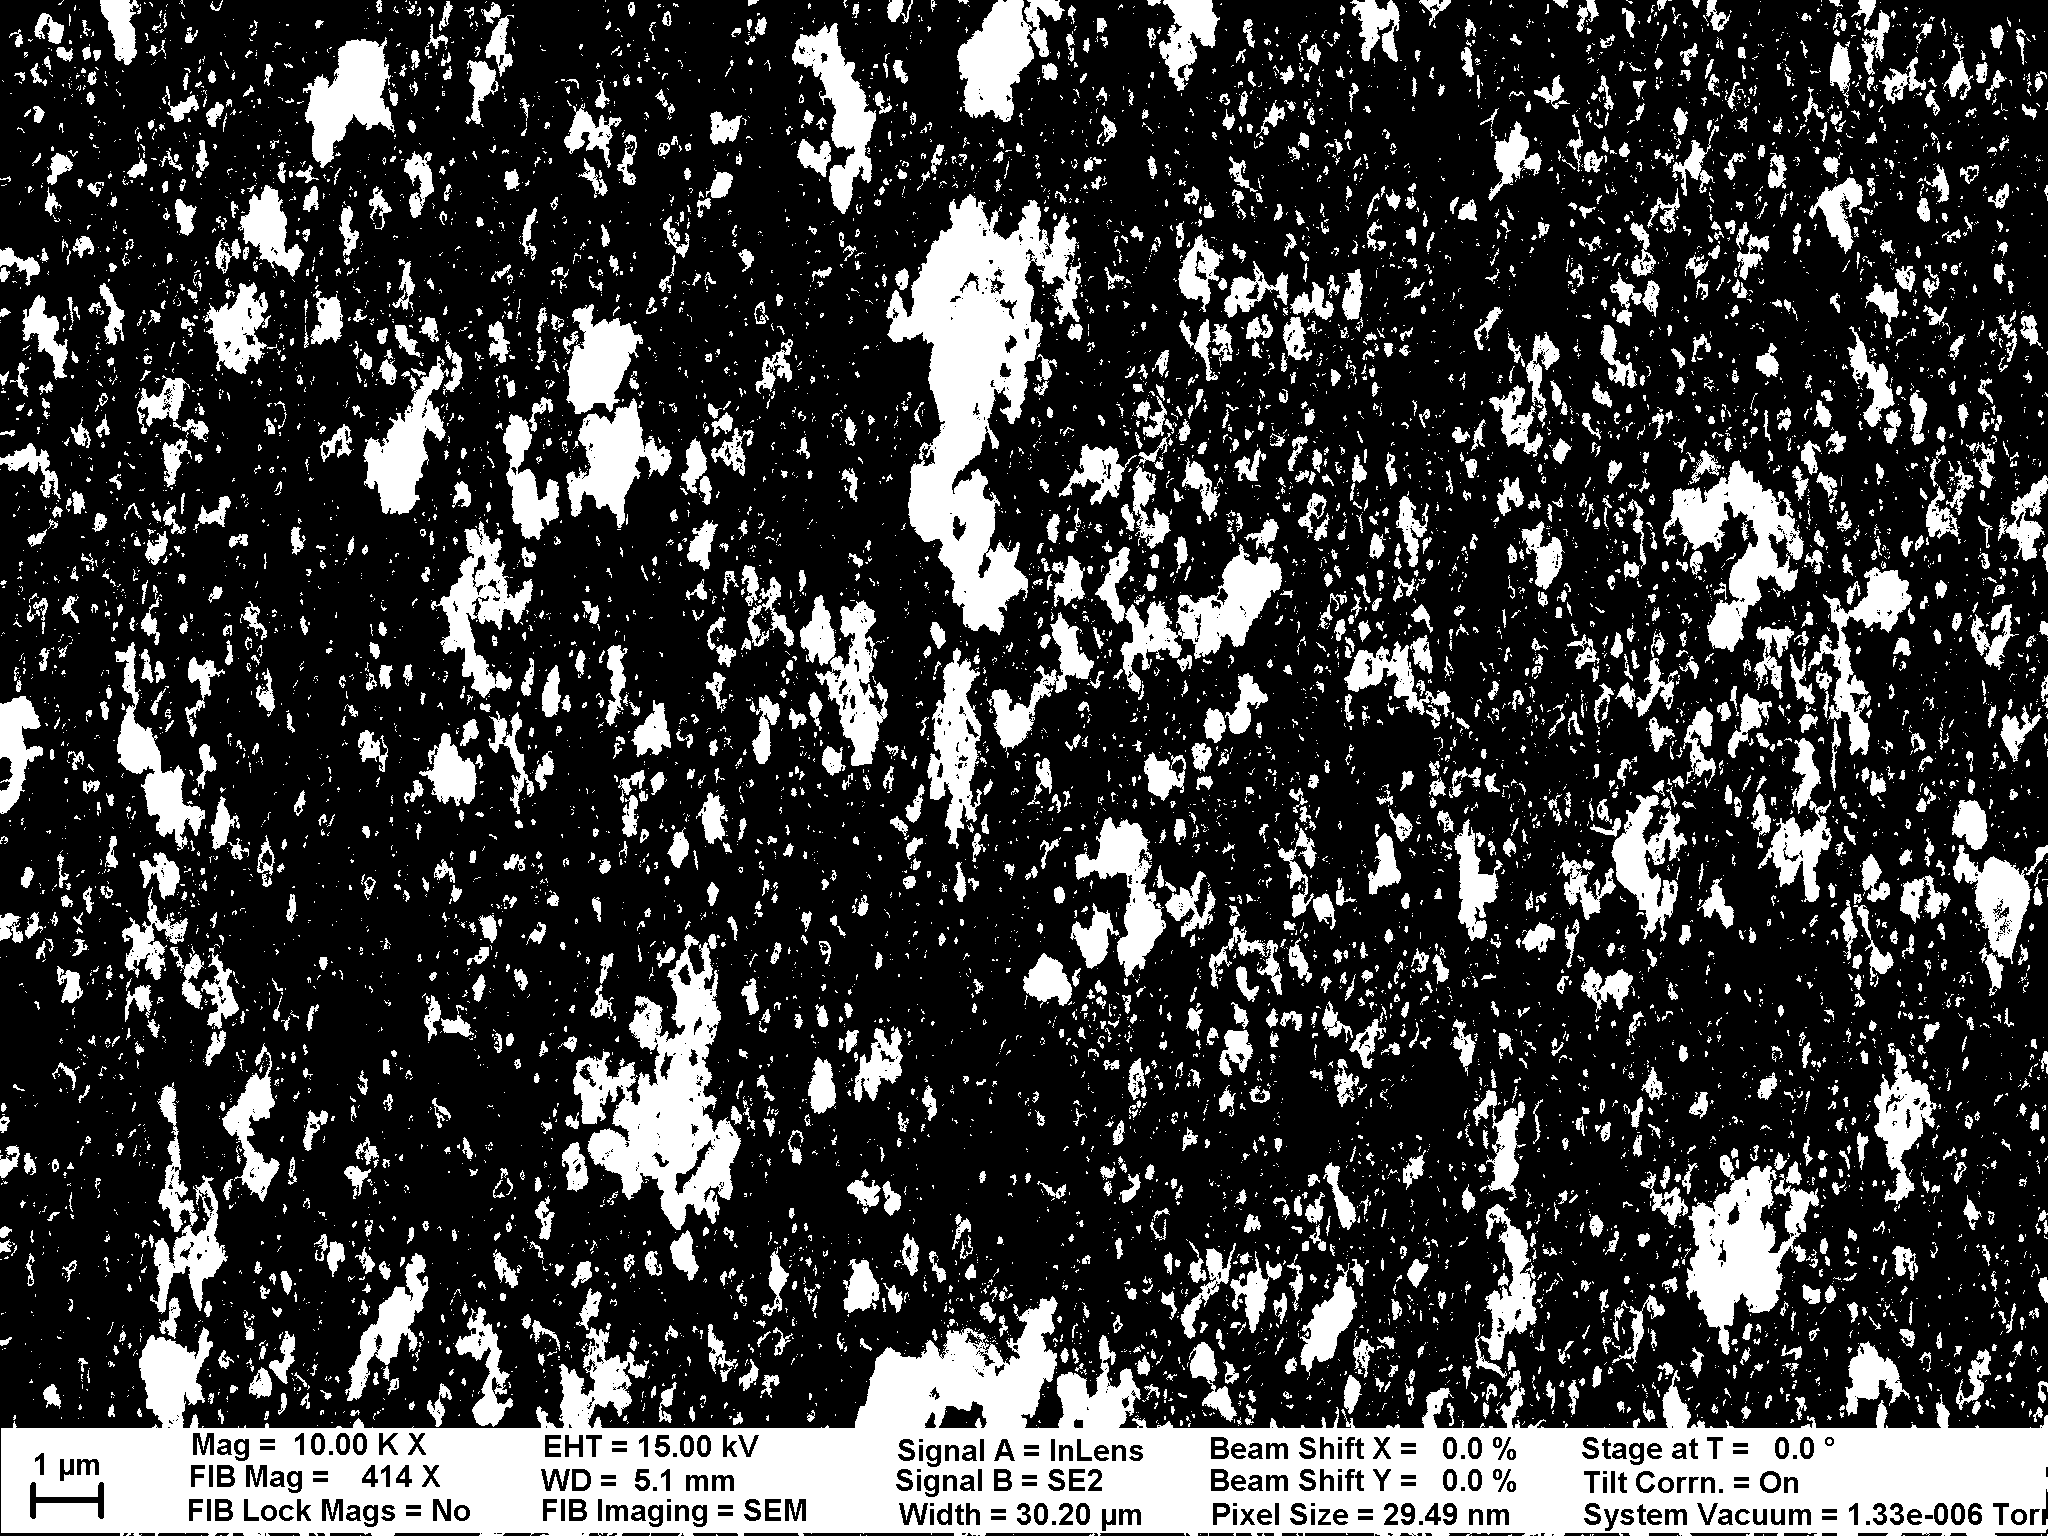 1 µm
Mag = 10.00 K X
FIB Mag = 414 X
FIB Lock Mags = No
EHT = 15.00 kV
WD = 5.1 mm
FIB Imaging = SEM
Signal A = InLens
Signal B = SE2
Width = 30.20 µm
Beam Shift X = 0.0 %
Beam Shift Y = 0.0 %
Pixel Size = 29.49 nm
Stage at T = 0.0 °
Tilt Corrn. = On
System Vacuum = 1.33e-006 Torr